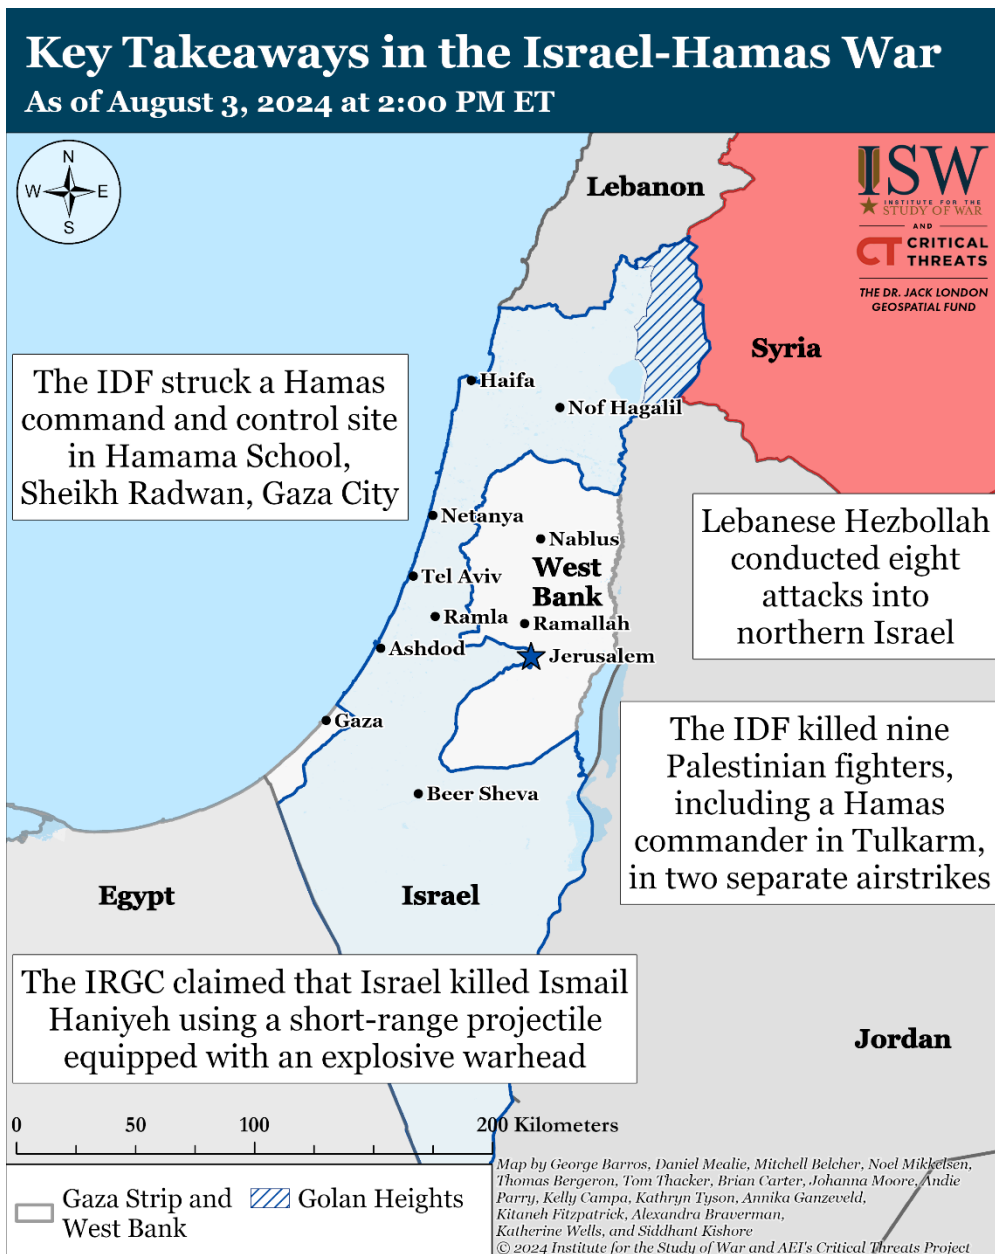 Key Takeaways in the Israel-Hamas War
As of August 3, 2024 at 2:00 PM ET
N
W
E
S
ISW
INSTITUTE FOR THE
STUDY OF WAR
AND
CT CRITICAL
THREATS
THE DR. JACK LONDON
GEOSPATIAL FUND
Lebanon
Syria
The IDF struck a Hamas
command and control site
in Hamama School,
Sheikh Radwan, Gaza City
Haifa
Nof Hagalil
Netanya
Nablus
West
Bank
Tel Aviv
Ramla
Ramallah
Ashdod
Jerusalem
Gaza
Beer Sheva
Lebanese Hezbollah
conducted eight
attacks into
northern Israel
The IDF killed nine
Palestinian fighters,
including a Hamas
commander in Tulkarm,
in two separate airstrikes
Egypt
Israel
The IRGC claimed that Israel killed Ismail
Haniyeh using a short-range projectile
equipped with an explosive warhead
Jordan
0 50 100 200 Kilometers
Gaza Strip and
West Bank
Golan Heights
Map by George Barros, Daniel Mealie, Mitchell Belcher, Noel Mikkelsen,
Thomas Bergeron, Tom Thacker, Brian Carter, Johanna Moore, Andie
Parry, Kelly Campa, Kathryn Tyson, Annika Ganzeveld,
Kitaneh Fitzpatrick, Alexandra Braverman,
Katherine Wells, and Siddhant Kishore
© 2024 Institute for the Study of War and AEI's Critical Threats Project